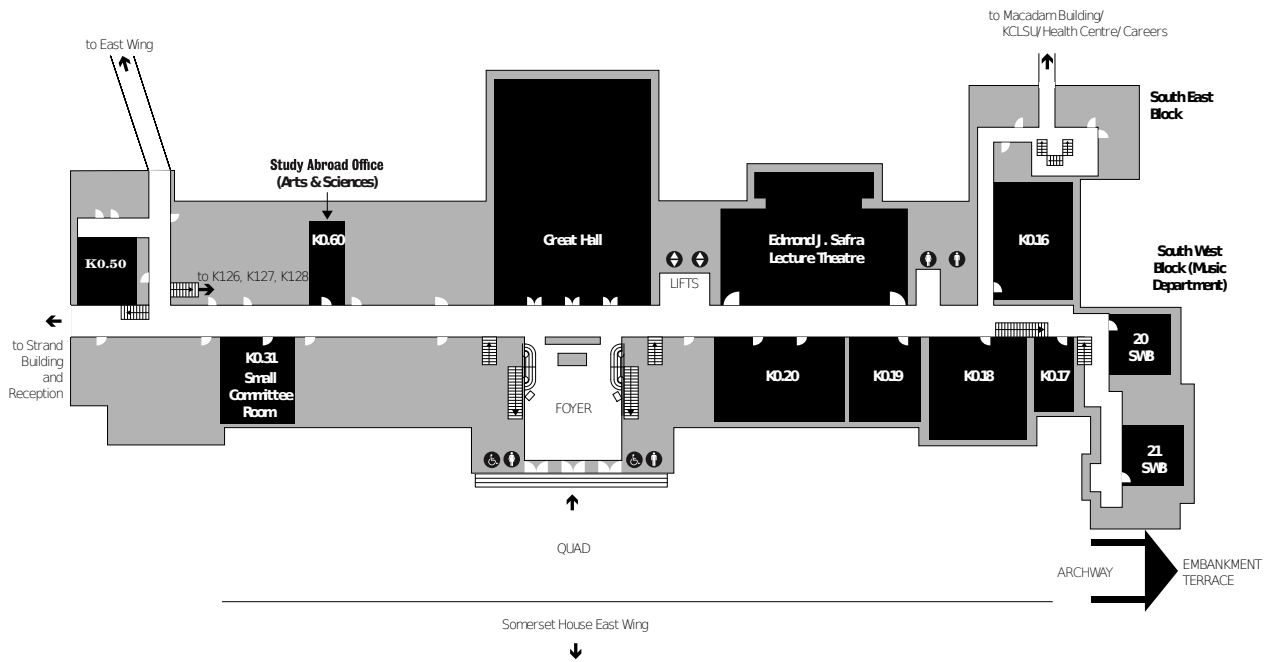 to Macadam Building/
KCLSU/Health Centre/Careers
to East Wing
South East
Block
Study Abroad Office
(Arts & Sciences)
K0.60
Great Hall
Edmond J. Safra
Lecture Theatre
K0.16
South West
Block (Music
Department)
K0.50
to K126, K127, K128
LIFTS
to Strand
Building
and
Reception
K0.31
Small
Committee
Room
FOYER
K0.20
K0.19
K0.18
K0.17
20
SWB
21
SWB
QUAD
ARCHWAY
EMBANKMENT
TERRACE
Somerset House East Wing